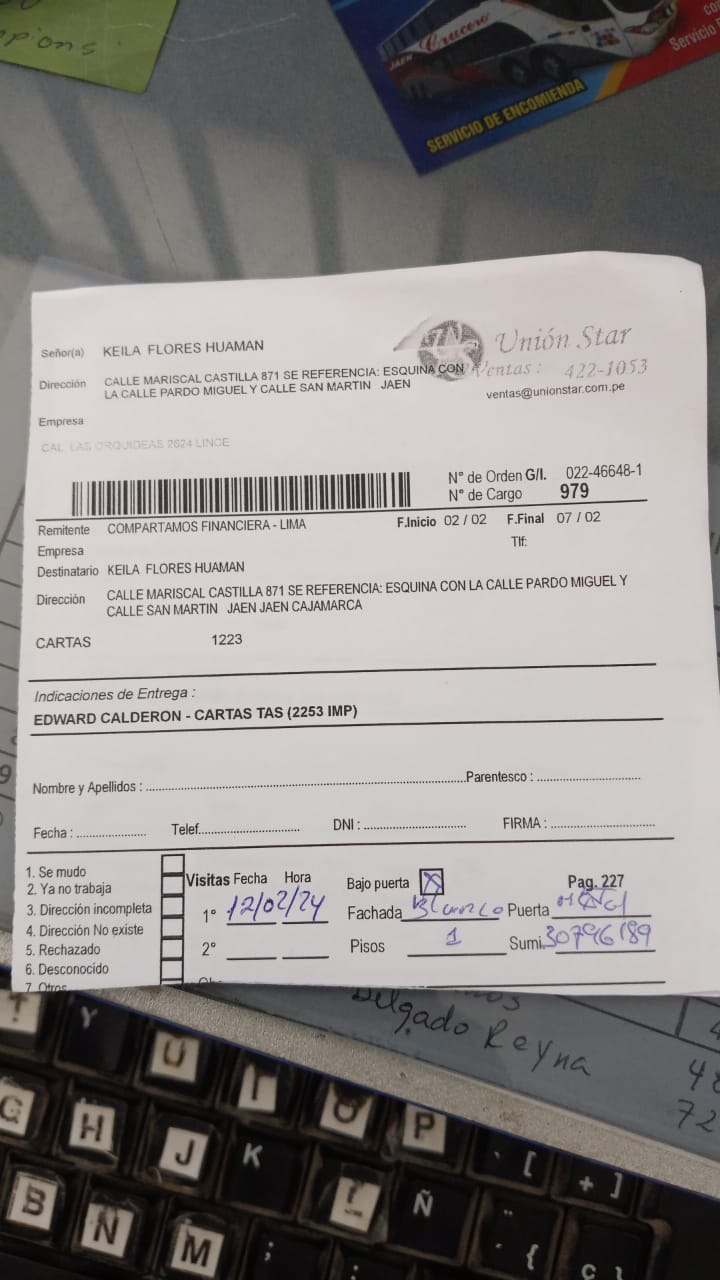 Crucero
JAEN
SERVICIO DE ENCOMIENDA
Servicio
Unión Star
Ventas : 422-1053
ventas@unionstar.com.pe
Señor(a) KEILA FLORES HUAMAN
Dirección CALLE MARISCAL CASTILLA 871 SE REFERENCIA: ESQUINA CON
LA CALLE PARDO MIGUEL Y CALLE SAN MARTIN JAEN
Empresa
CAL. LAS ORQUIDEAS 2624 LINCE
N° de Orden G/I. 022-46648-1
N° de Cargo 979
Remitente COMPARTAMOS FINANCIERA - LIMA F.Inicio 02 / 02 F.Final 07 / 02
Empresa Tlf:
Destinatario KEILA FLORES HUAMAN
Dirección CALLE MARISCAL CASTILLA 871 SE REFERENCIA: ESQUINA CON LA CALLE PARDO MIGUEL Y
CALLE SAN MARTIN JAEN JAEN CAJAMARCA
CARTAS 1223
Indicaciones de Entrega :
EDWARD CALDERON - CARTAS TAS (2253 IMP)
Nombre y Apellidos : Parentesco :
Fecha : Telef. DNI : FIRMA :
1. Se mudo
2. Ya no trabaja
3. Dirección incompleta
4. Dirección No existe
5. Rechazado
6. Desconocido
7. Otros
Visitas Fecha Hora Bajo puerta X Pag. 227
1° 12/02/24 Fachada Blanco Puerta
2° Pisos 1 Sumi. 30796189
Delgado Reyna
72
T Y U I O P [ + ]
G H J K Ñ {
B N M ; :